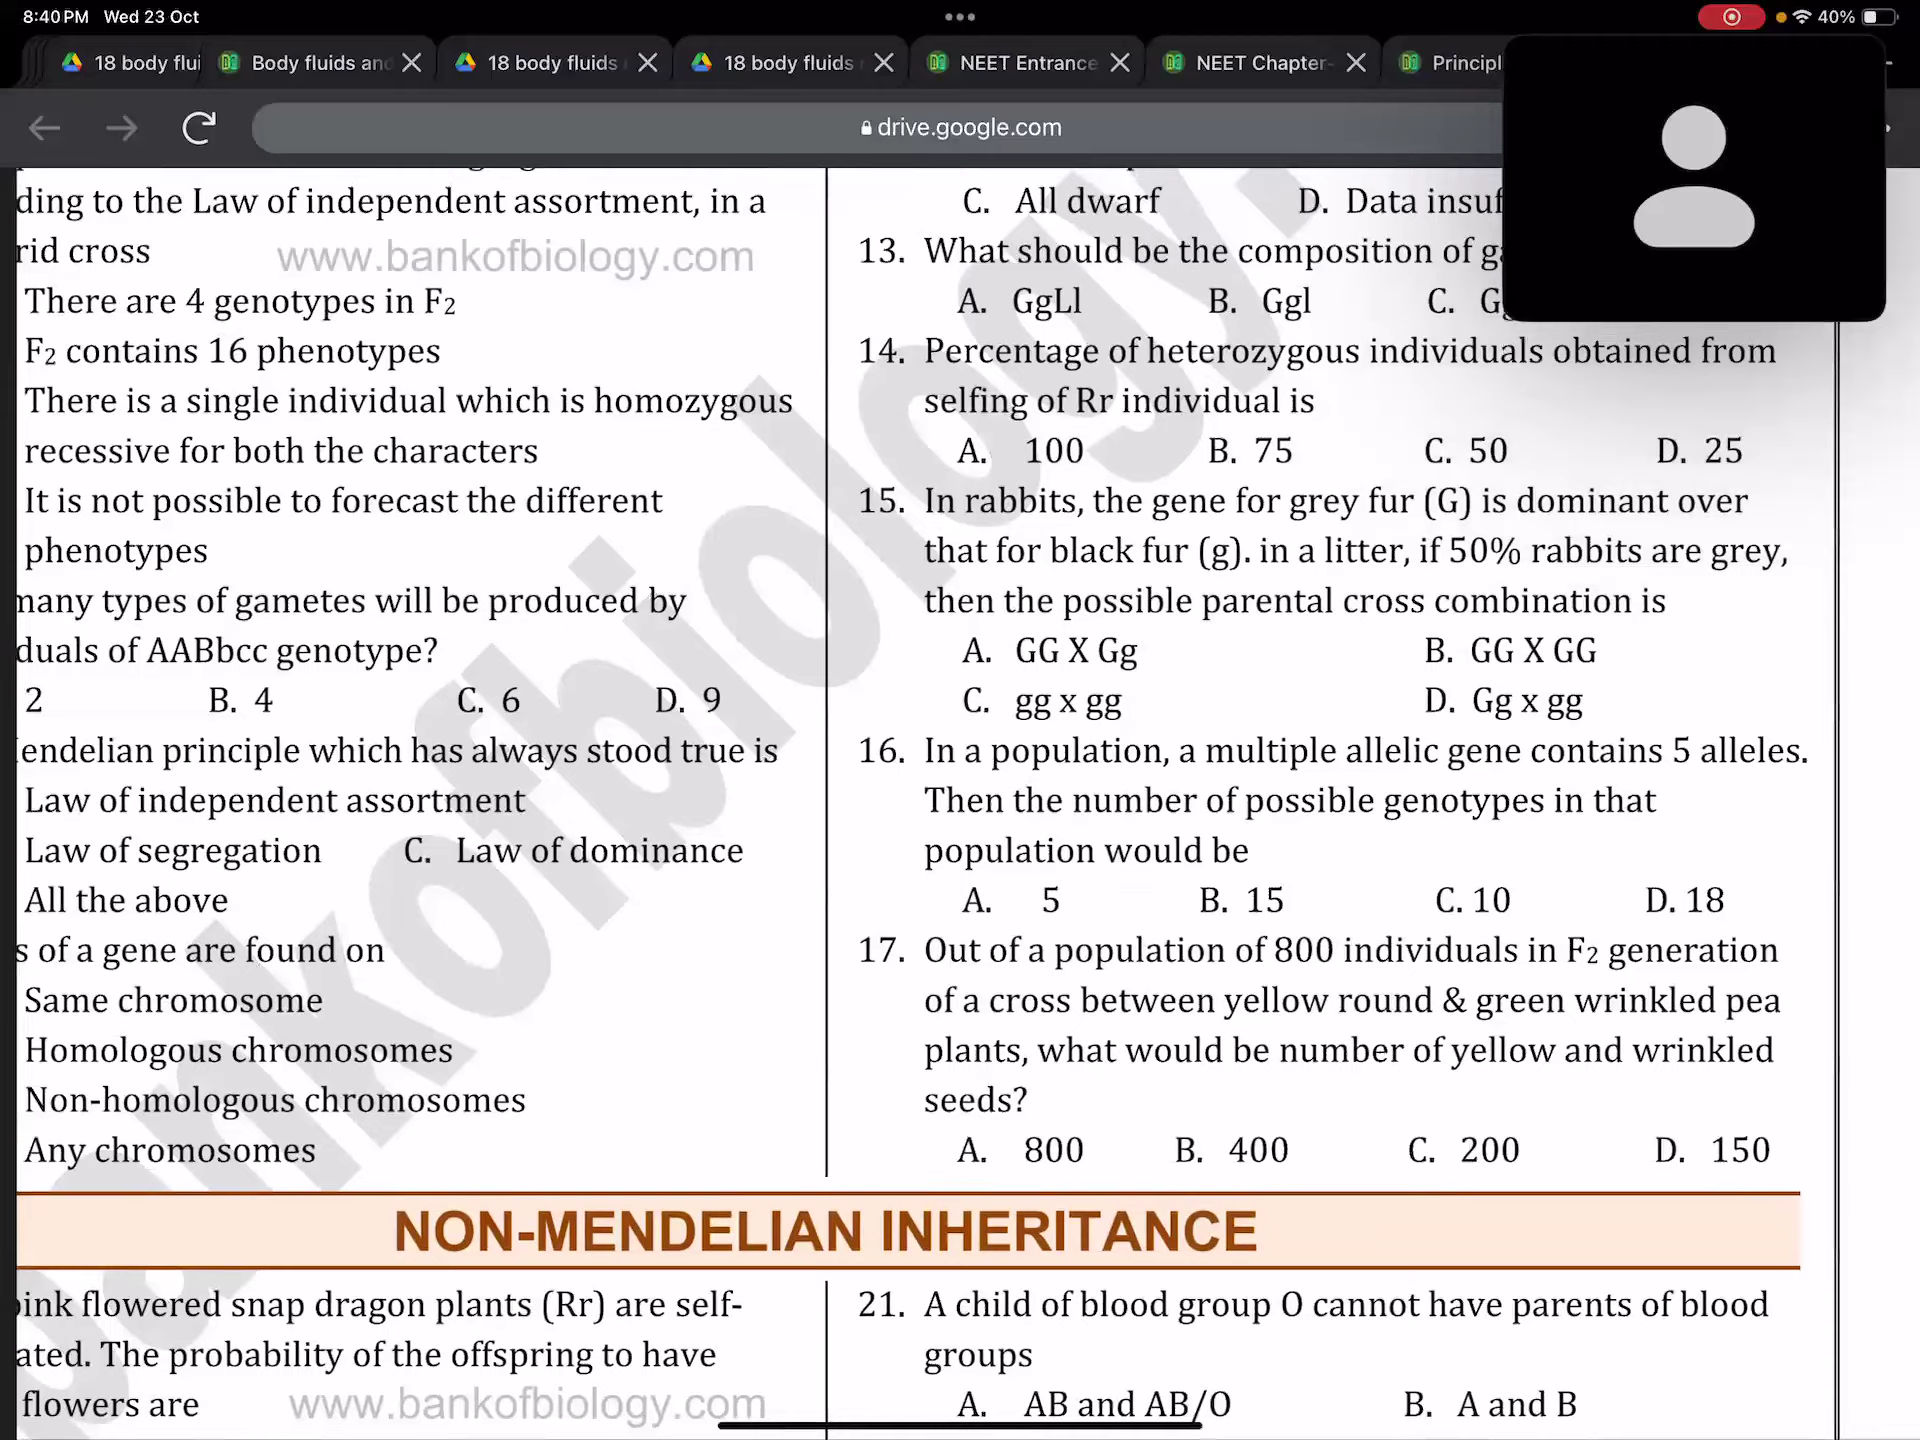 8:40 PM Wed 23 Oct
40%
18 body flui
Body fluids and
18 body fluids
18 body fluids
NEET Entrance
NEET Chapter-
Principl
drive.google.com
ding to the Law of independent assortment, in a
rid cross
www.bankofbiology.com
There are 4 genotypes in F2
F2 contains 16 phenotypes
There is a single individual which is homozygous
recessive for both the characters
It is not possible to forecast the different
phenotypes
many types of gametes will be produced by
duals of AABbcc genotype?
2 B. 4 C. 6 D. 9
endelian principle which has always stood true is
Law of independent assortment
Law of segregation C. Law of dominance
All the above
s of a gene are found on
Same chromosome
Homologous chromosomes
Non-homologous chromosomes
Any chromosomes
C. All dwarf D. Data insuf
13. What should be the composition of ga
A. GgLl B. Ggl C. G
14. Percentage of heterozygous individuals obtained from
selfing of Rr individual is
A. 100 B. 75 C. 50 D. 25
15. In rabbits, the gene for grey fur (G) is dominant over
that for black fur (g). in a litter, if 50% rabbits are grey,
then the possible parental cross combination is
A. GG X Gg B. GG X GG
C. gg x gg D. Gg x gg
16. In a population, a multiple allelic gene contains 5 alleles.
Then the number of possible genotypes in that
population would be
A. 5 B. 15 C. 10 D. 18
17. Out of a population of 800 individuals in F2 generation
of a cross between yellow round & green wrinkled pea
plants, what would be number of yellow and wrinkled
seeds?
A. 800 B. 400 C. 200 D. 150
bankofbiology.
NON-MENDELIAN INHERITANCE
pink flowered snap dragon plants (Rr) are self-
ated. The probability of the offspring to have
flowers are
www.bankofbiology.com
21. A child of blood group O cannot have parents of blood
groups
A. AB and AB/O B. A and B